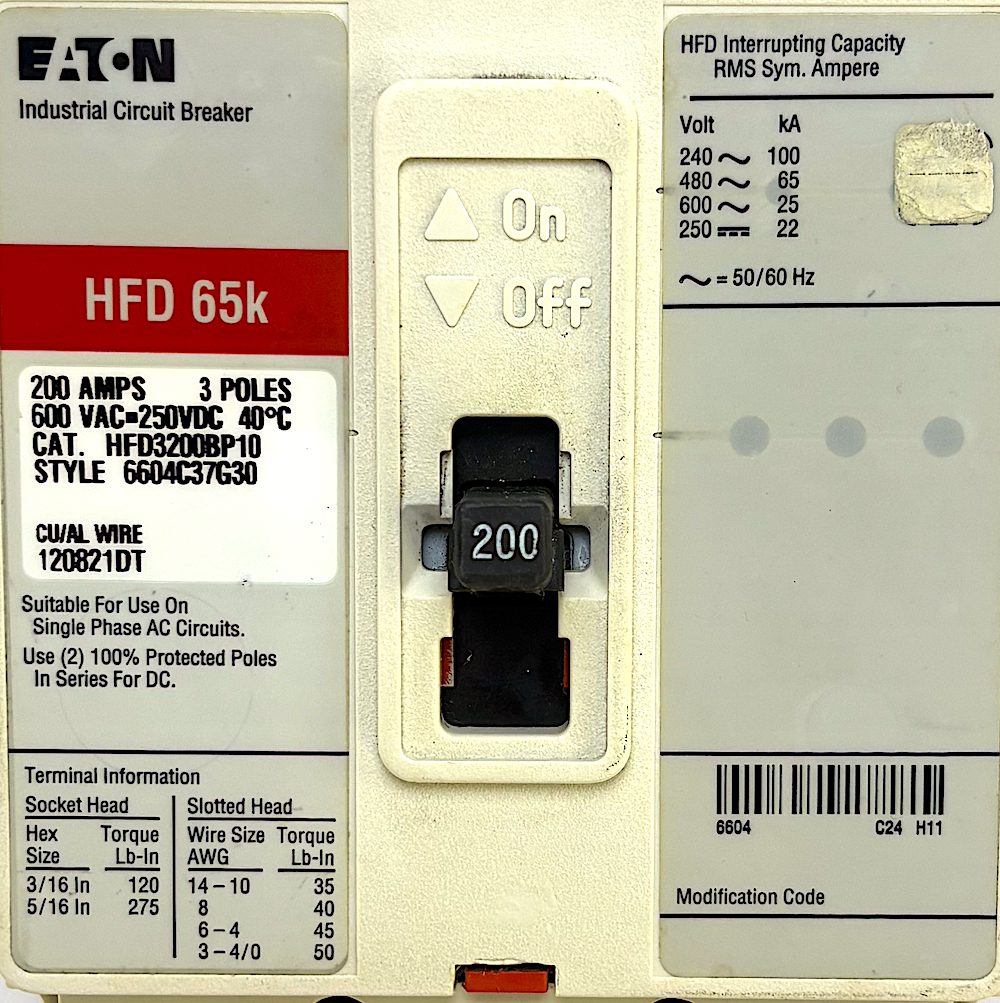 EATON
Industrial Circuit Breaker
HFD 65k
200 AMPS 3 POLES
600 VAC=250VDC 40°C
CAT. HFD3200BP10
STYLE 6604C37G30
CU/AL WIRE
120821DT
Suitable For Use On
Single Phase AC Circuits.
Use (2) 100% Protected Poles
In Series For DC.
Terminal Information
Socket Head
Hex Torque
Size Lb-In
3/16 In 120
5/16 In 275
Slotted Head
Wire Size Torque
AWG Lb-In
14–10 35
8 40
6–4 45
3–4/0 50
On
Off
200
HFD Interrupting Capacity
RMS Sym. Ampere
Volt kA
240 ~ 100
480 ~ 65
600 ~ 25
250 ⎓ 22
~ = 50/60 Hz
6604 C24 H11
Modification Code